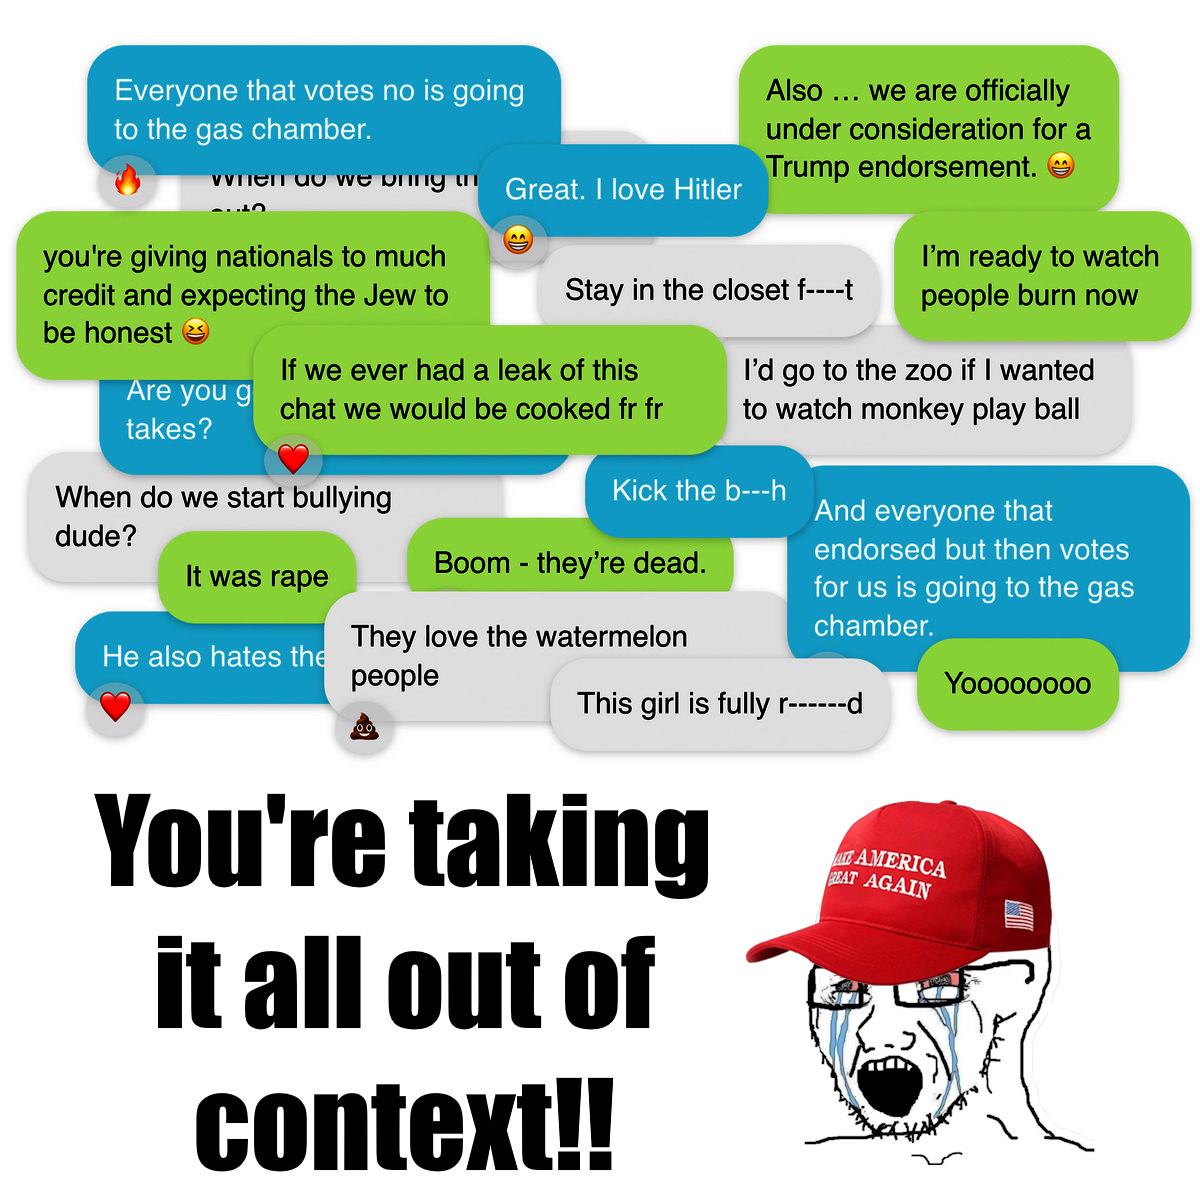 Everyone that votes no is going
to the gas chamber.
Also … we are officially
under consideration for a
Trump endorsement. 😁
When do we bring
Great. I love Hitler
you're giving nationals to much
credit and expecting the Jew to
be honest 😆
Stay in the closet f----t
I’m ready to watch
people burn now
Are you
takes?
If we ever had a leak of this
chat we would be cooked fr fr
I’d go to the zoo if I wanted
to watch monkey play ball
When do we start bullying
dude?
Kick the b---h
And everyone that
endorsed but then votes
for us is going to the gas
chamber.
It was rape
Boom - they’re dead.
He also hates the
They love the watermelon
people
This girl is fully r------d
Yoooooooo
You're taking
it all out of
context!!
AKE AMERICA
REAT AGAIN